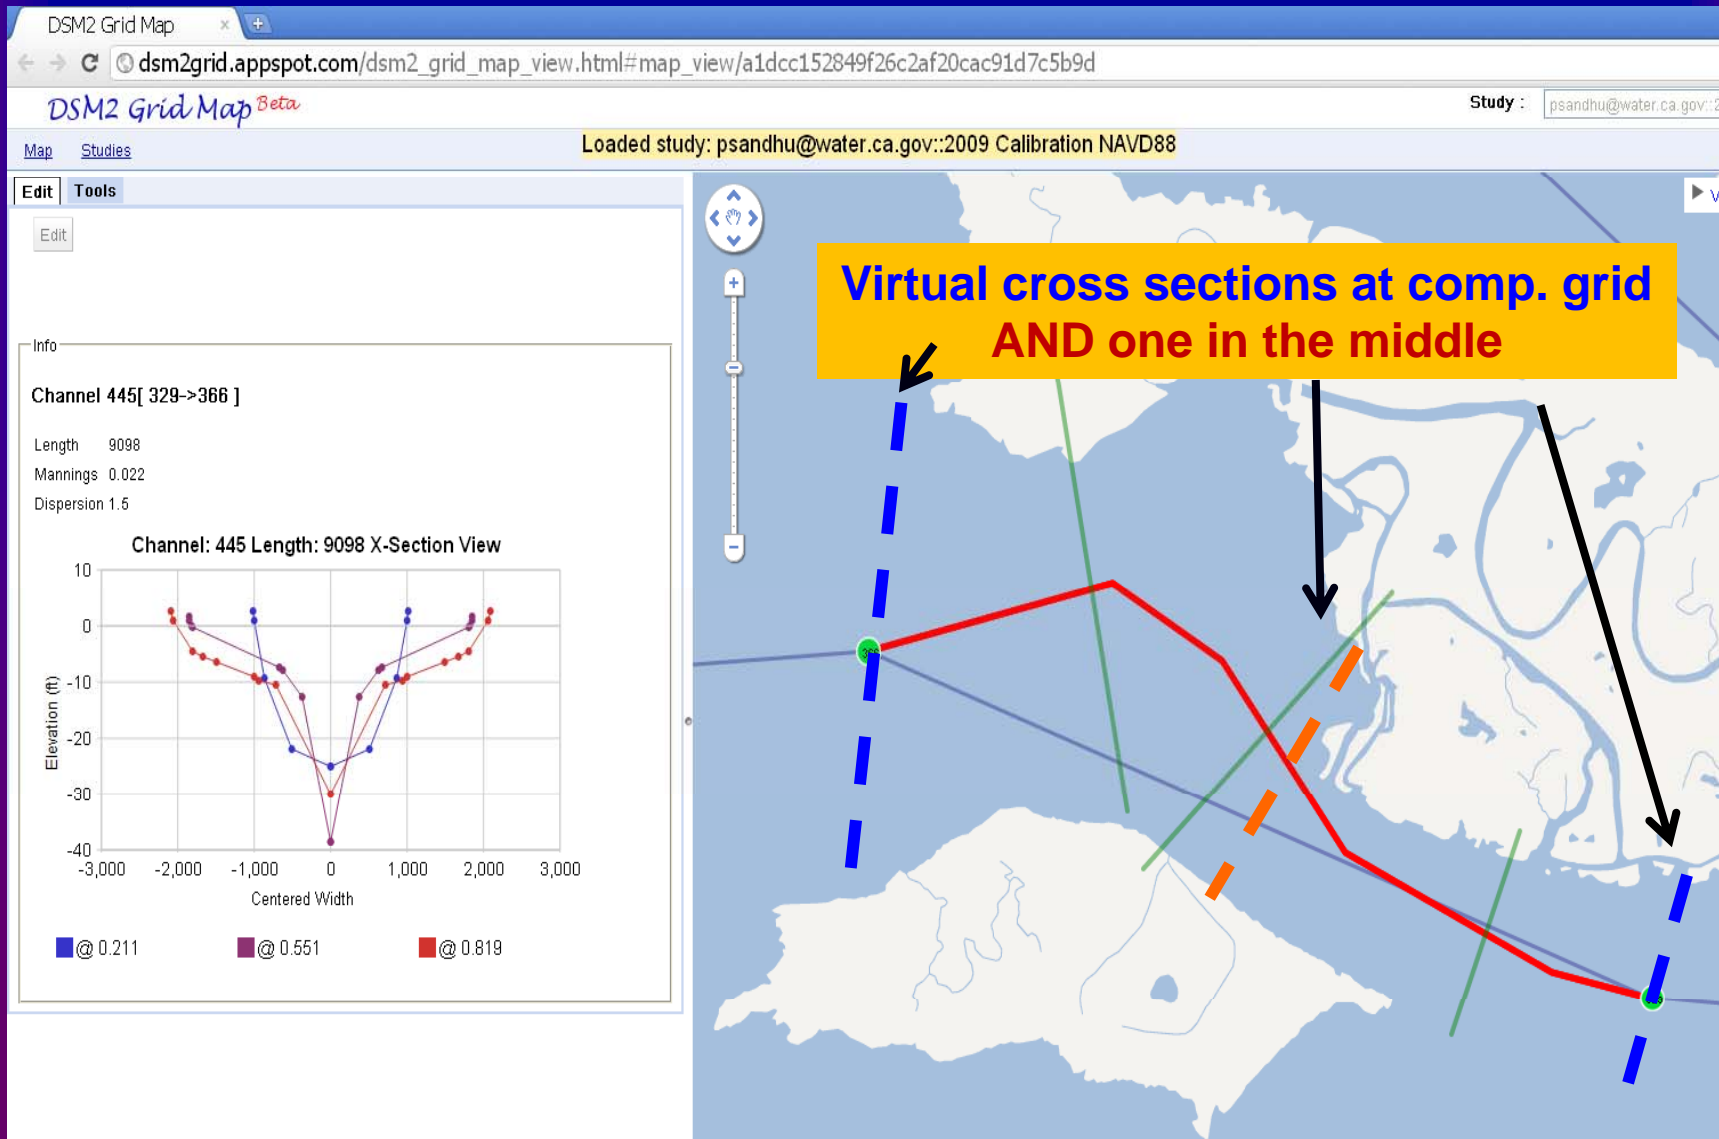 DSM2 Grid Map
dsm2grid.appspot.com/dsm2_grid_map_view.html#map_view/a1dcc152849f26c2af20cac91d7c5b9d
DSM2 Grid Map Beta
Study :
psandhu@water.ca.gov::2
Map Studies
Loaded study: psandhu@water.ca.gov::2009 Calibration NAVD88
Edit Tools
Edit
Info
Channel 445[ 329->366 ]
Length 9098
Mannings 0.022
Dispersion 1.5
Channel: 445 Length: 9098 X-Section View
10
0
-10
-20
-30
-40
Elevation (ft)
-3,000 -2,000 -1,000 0 1,000 2,000 3,000
Centered Width
@ 0.211 @ 0.551 @ 0.819
Virtual cross sections at comp. grid
AND one in the middle
366